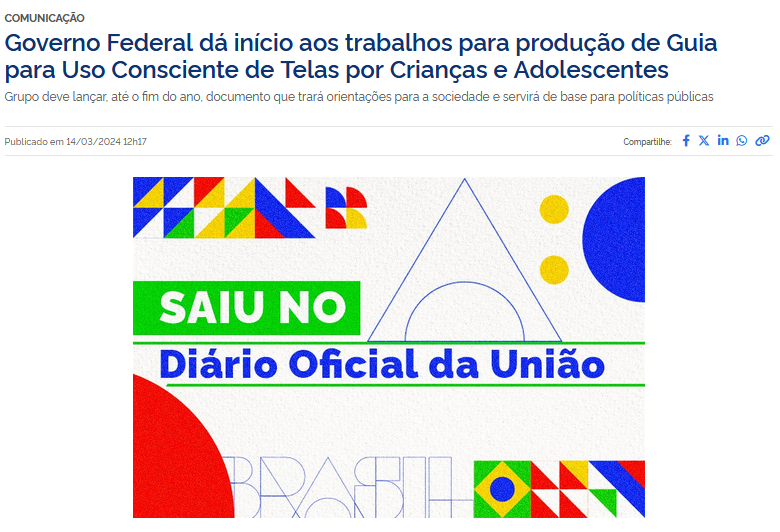 COMUNICAÇÃO
Governo Federal dá início aos trabalhos para produção de Guia
para Uso Consciente de Telas por Crianças e Adolescentes
Grupo deve lançar, até o fim do ano, documento que trará orientações para a sociedade e servirá de base para políticas públicas
Publicado em 14/03/2024 12h17
Compartilhe:
SAIU NO
Diário Oficial da União
BRASIL